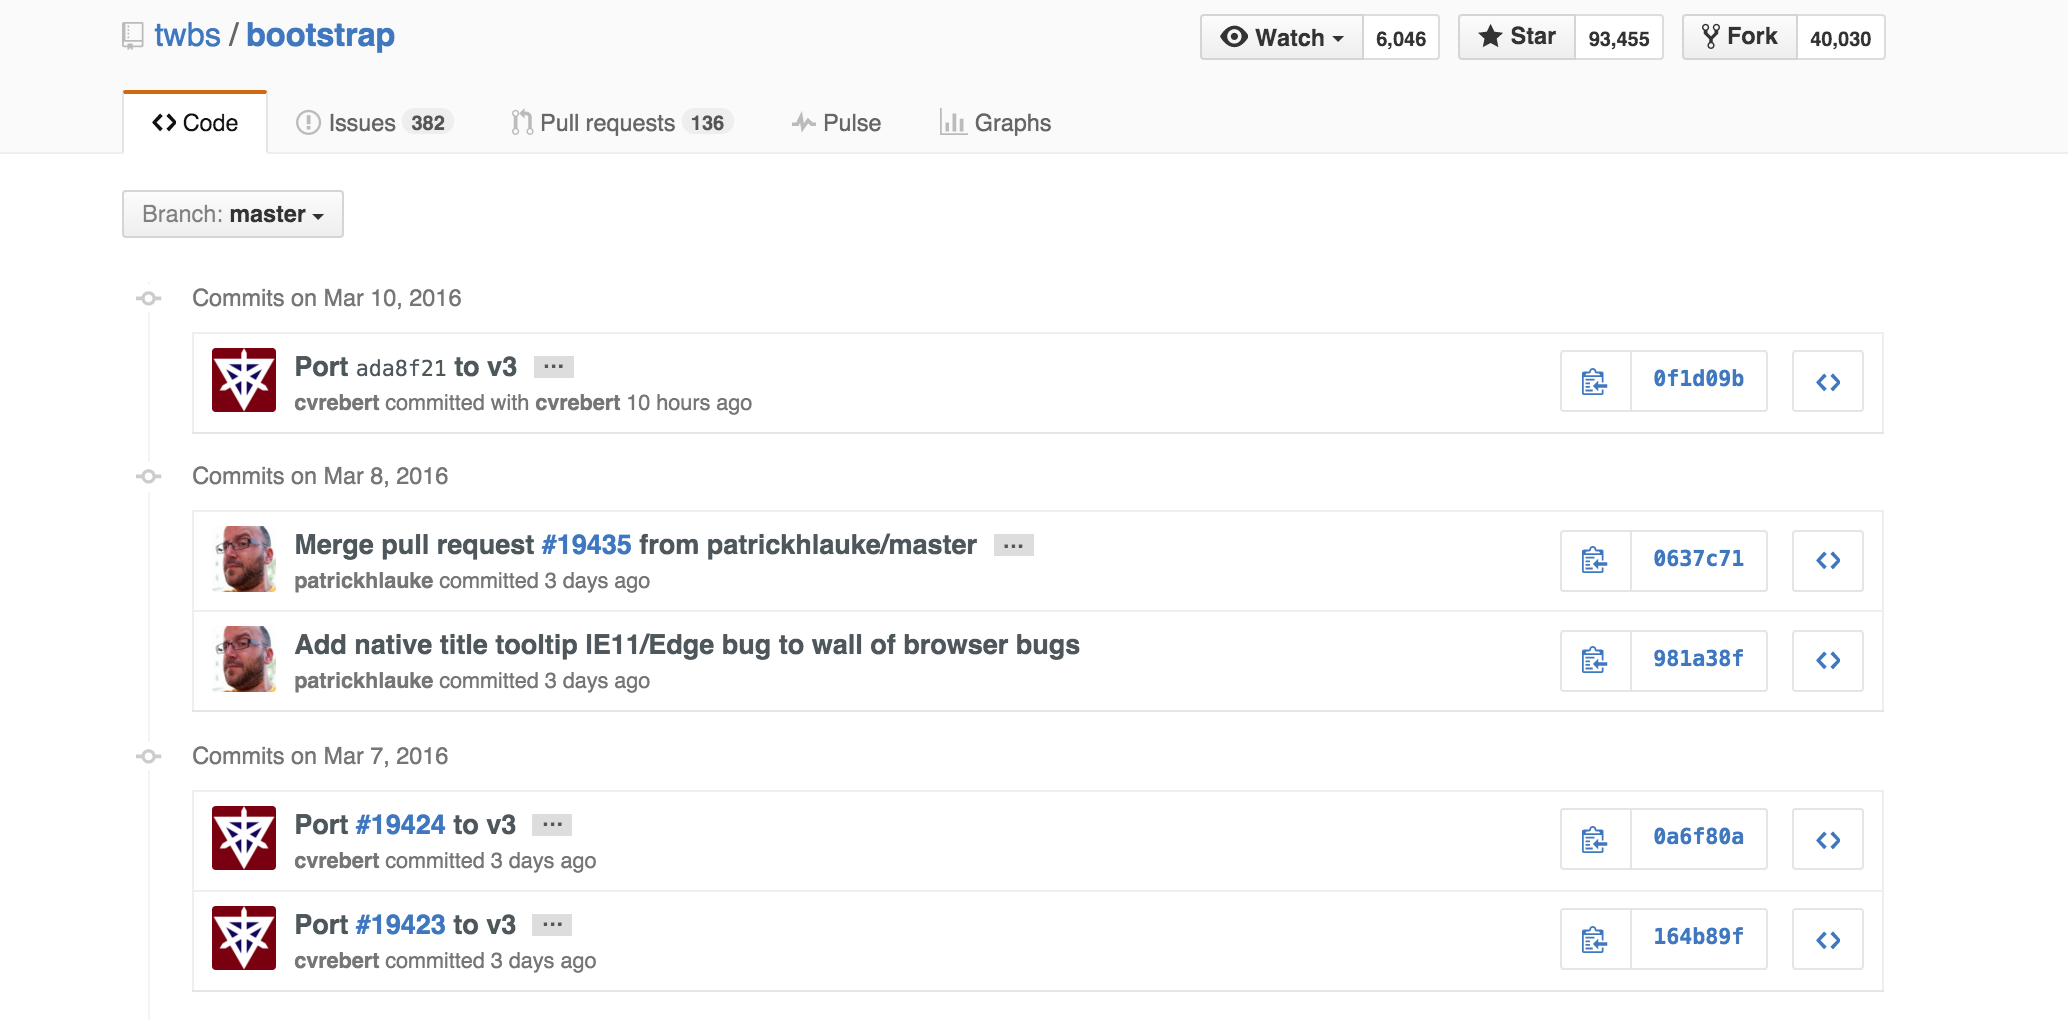 twbs / bootstrap
Watch 6,046 Star 93,455 Fork 40,030
Code Issues 382 Pull requests 136 Pulse Graphs
Branch: master
Commits on Mar 10, 2016
Port ada8f21 to v3 …
cvrebert committed with cvrebert 10 hours ago
0f1d09b
Commits on Mar 8, 2016
Merge pull request #19435 from patrickhlauke/master …
patrickhlauke committed 3 days ago
0637c71
Add native title tooltip IE11/Edge bug to wall of browser bugs
patrickhlauke committed 3 days ago
981a38f
Commits on Mar 7, 2016
Port #19424 to v3 …
cvrebert committed 3 days ago
0a6f80a
Port #19423 to v3 …
cvrebert committed 3 days ago
164b89f